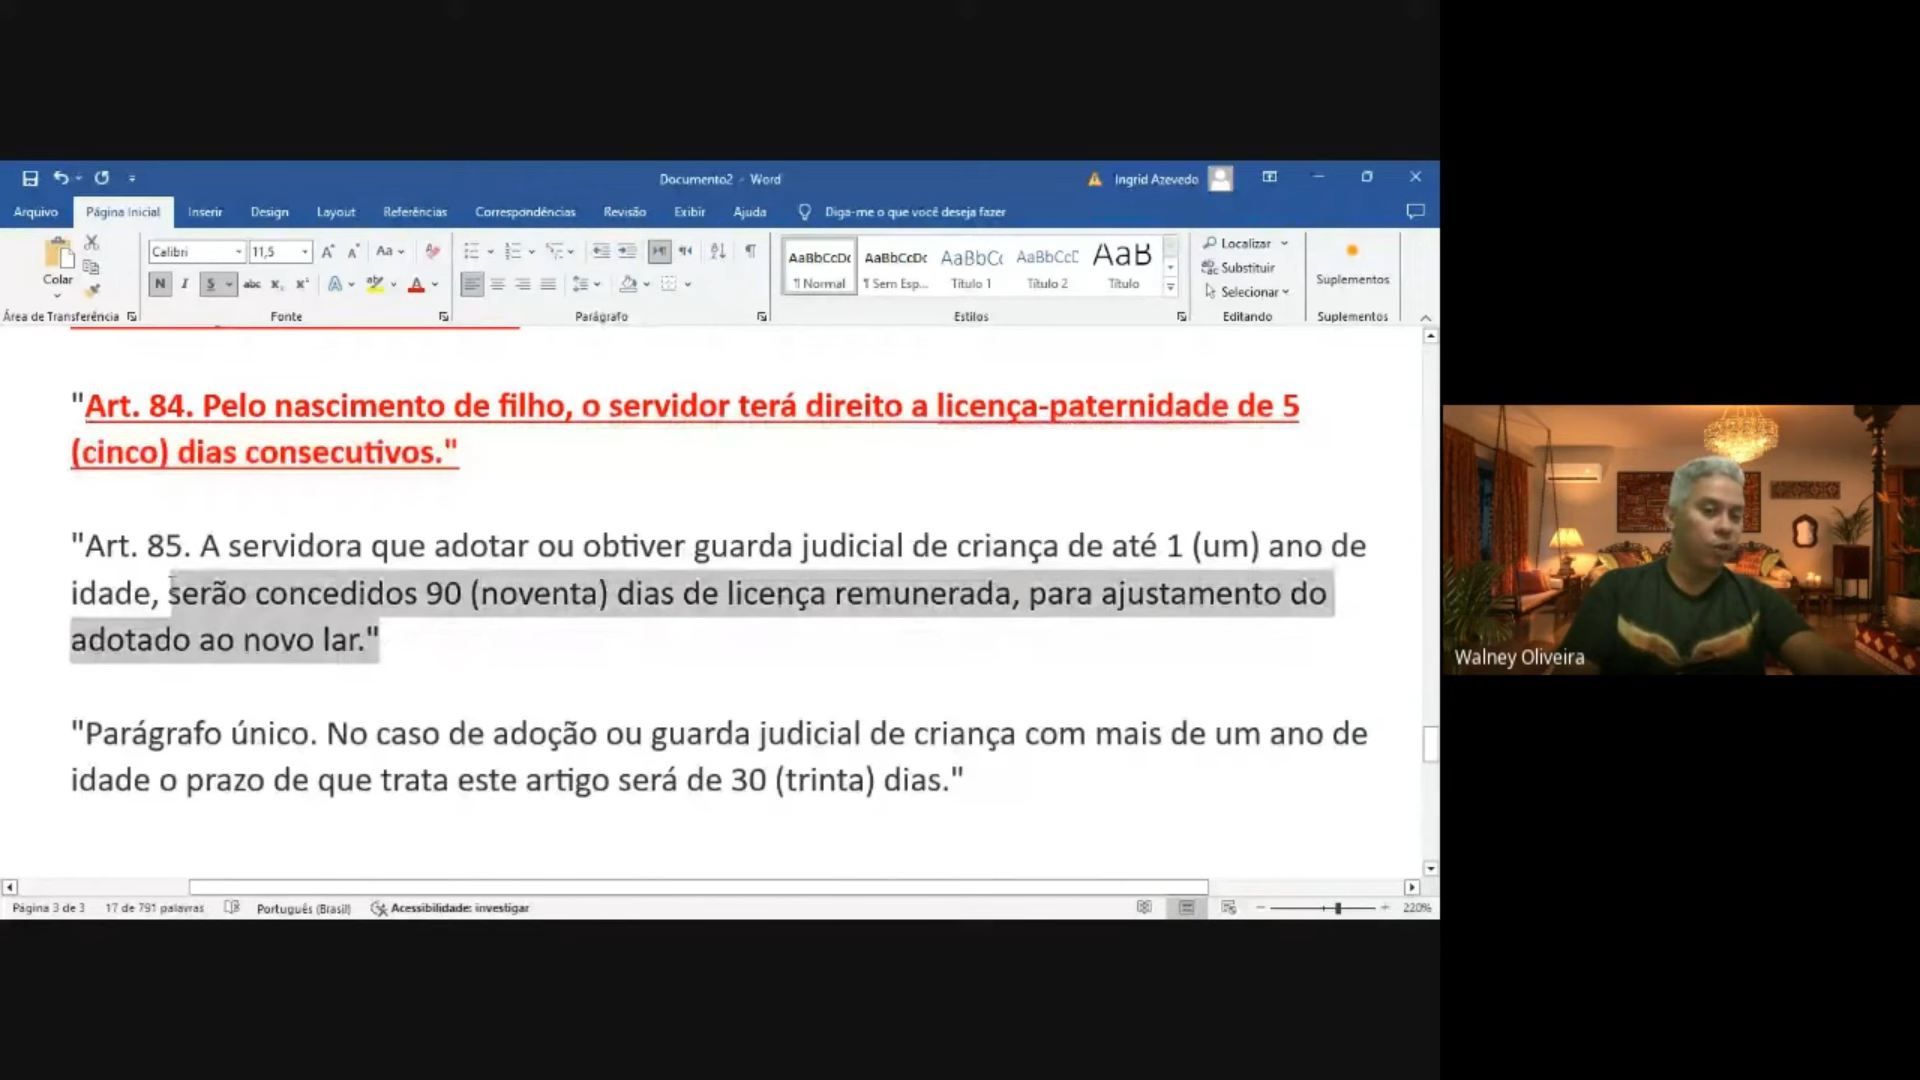 Documento2 - Word
Ingrid Azevedo
Arquivo Página Inicial Inserir Design Layout Referências Correspondências Revisão Exibir Ajuda Diga-me o que você deseja fazer
Colar
Calibri 11,5
Aa
N I S abc x x A A
AaBbCcDc AaBbCcDc AaBbC AaBbCcD AaB
¶ Normal ¶ Sem Esp... Título 1 Título 2 Título
Localizar
Substituir
Selecionar
Suplementos
Área de Transferência Fonte Parágrafo Estilos Editando Suplementos
"Art. 84. Pelo nascimento de filho, o servidor terá direito a licença-paternidade de 5
(cinco) dias consecutivos."
"Art. 85. A servidora que adotar ou obtiver guarda judicial de criança de até 1 (um) ano de
idade, serão concedidos 90 (noventa) dias de licença remunerada, para ajustamento do
adotado ao novo lar."
"Parágrafo único. No caso de adoção ou guarda judicial de criança com mais de um ano de
idade o prazo de que trata este artigo será de 30 (trinta) dias."
Página 3 de 3 17 de 791 palavras Português (Brasil) Acessibilidade: investigar 220%
Walney Oliveira